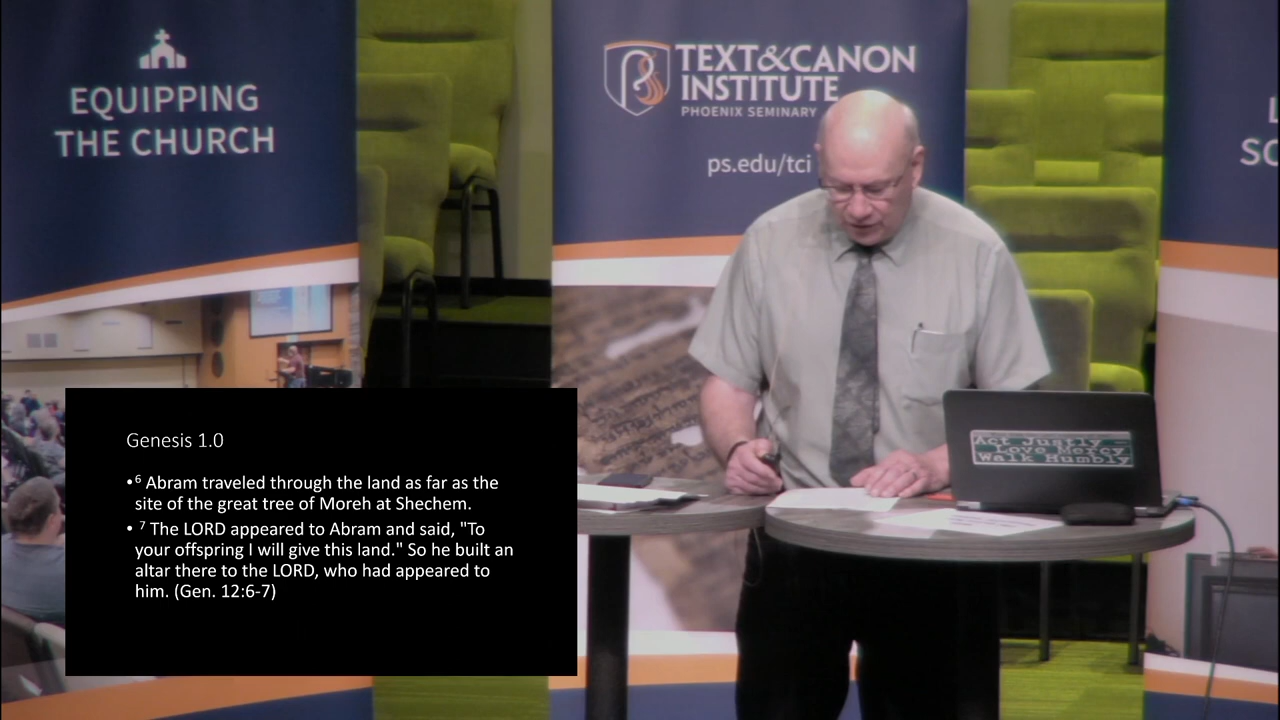 EQUIPPING
THE CHURCH
TEXT&CANON
INSTITUTE
PHOENIX SEMINARY
ps.edu/tci
Genesis 1.0
•6 Abram traveled through the land as far as the
site of the great tree of Moreh at Shechem.
• 7 The LORD appeared to Abram and said, "To
your offspring I will give this land." So he built an
altar there to the LORD, who had appeared to
him. (Gen. 12:6-7)
Act Justly
Love Mercy
Walk Humbly